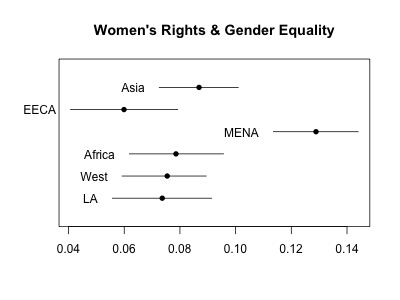 Women's Rights & Gender Equality
Asia
EECA
MENA
Africa
West
LA
0.04 0.06 0.08 0.10 0.12 0.14